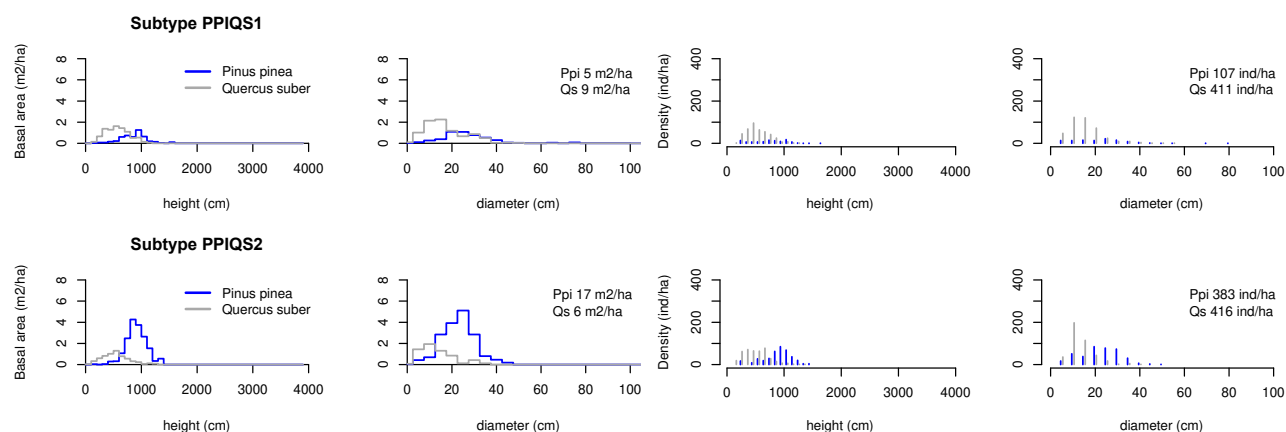 Subtype PPIQS1
Basal area (m2/ha)
0 2 4 6 8
Pinus pinea
Quercus suber
0 1000 2000 3000 4000
height (cm)
0 2 4 6 8
Ppi 5 m2/ha
Qs 9 m2/ha
0 20 40 60 80 100
diameter (cm)
Density (ind/ha)
0 200 400
0 1000 2000 3000 4000
height (cm)
0 200 400
Ppi 107 ind/ha
Qs 411 ind/ha
0 20 40 60 80 100
diameter (cm)
Subtype PPIQS2
Basal area (m2/ha)
0 2 4 6 8
Pinus pinea
Quercus suber
0 1000 2000 3000 4000
height (cm)
0 2 4 6 8
Ppi 17 m2/ha
Qs 6 m2/ha
0 20 40 60 80 100
diameter (cm)
Density (ind/ha)
0 200 400
0 1000 2000 3000 4000
height (cm)
0 200 400
Ppi 383 ind/ha
Qs 416 ind/ha
0 20 40 60 80 100
diameter (cm)